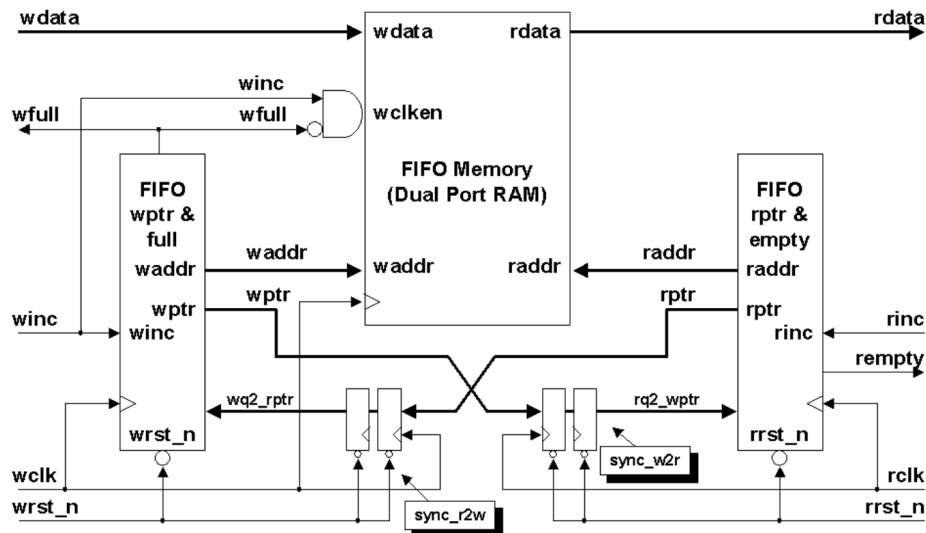 wdata
rdata
wdata
rdata
winc
wclken
wfull
wfull
FIFO Memory
(Dual Port RAM)
FIFO
wptr &
full
FIFO
rptr &
empty
waddr
waddr
waddr
raddr
raddr
raddr
wptr
wptr
rptr
rptr
winc
winc
rinc
rinc
rempty
wq2_rptr
rq2_wptr
wrst_n
rrst_n
sync_w2r
wclk
rclk
wrst_n
sync_r2w
rrst_n